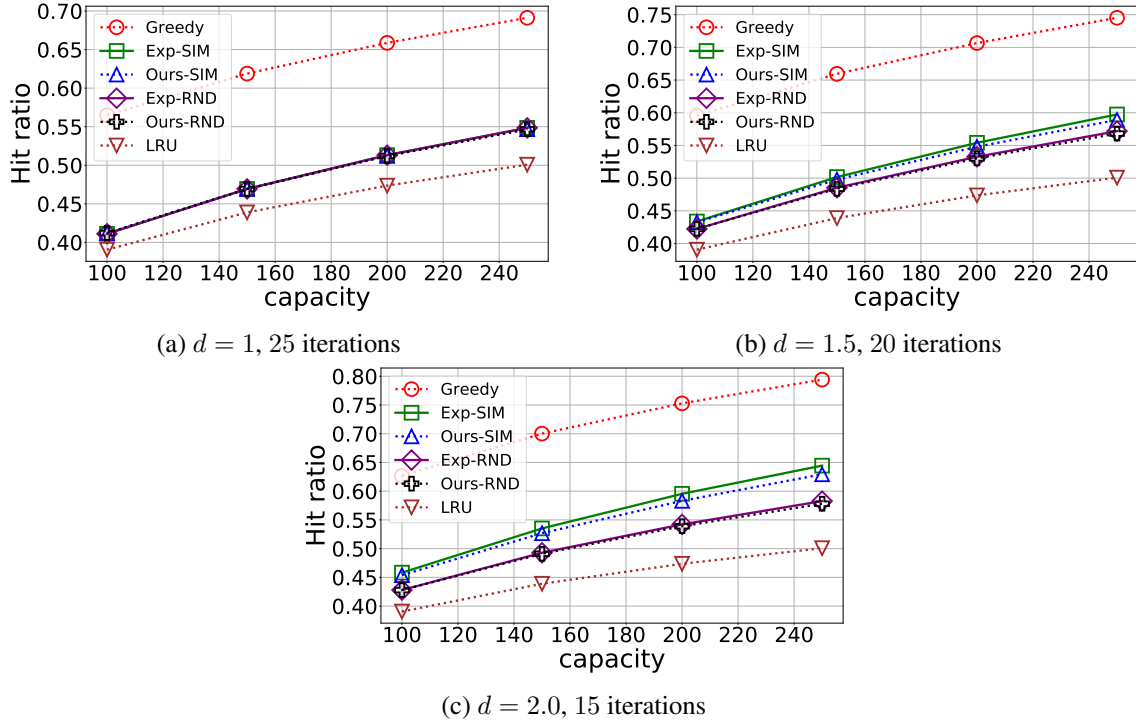 0.70
0.65
0.60
0.55
0.50
0.45
0.40
Hit ratio
Greedy
Exp-SIM
Ours-SIM
Exp-RND
Ours-RND
LRU
100 120 140 160 180 200 220 240
capacity
(a) d = 1, 25 iterations
0.75
0.70
0.65
0.60
0.55
0.50
0.45
0.40
Hit ratio
Greedy
Exp-SIM
Ours-SIM
Exp-RND
Ours-RND
LRU
100 120 140 160 180 200 220 240
capacity
(b) d = 1.5, 20 iterations
0.80
0.75
0.70
0.65
0.60
0.55
0.50
0.45
0.40
Hit ratio
Greedy
Exp-SIM
Ours-SIM
Exp-RND
Ours-RND
LRU
100 120 140 160 180 200 220 240
capacity
(c) d = 2.0, 15 iterations